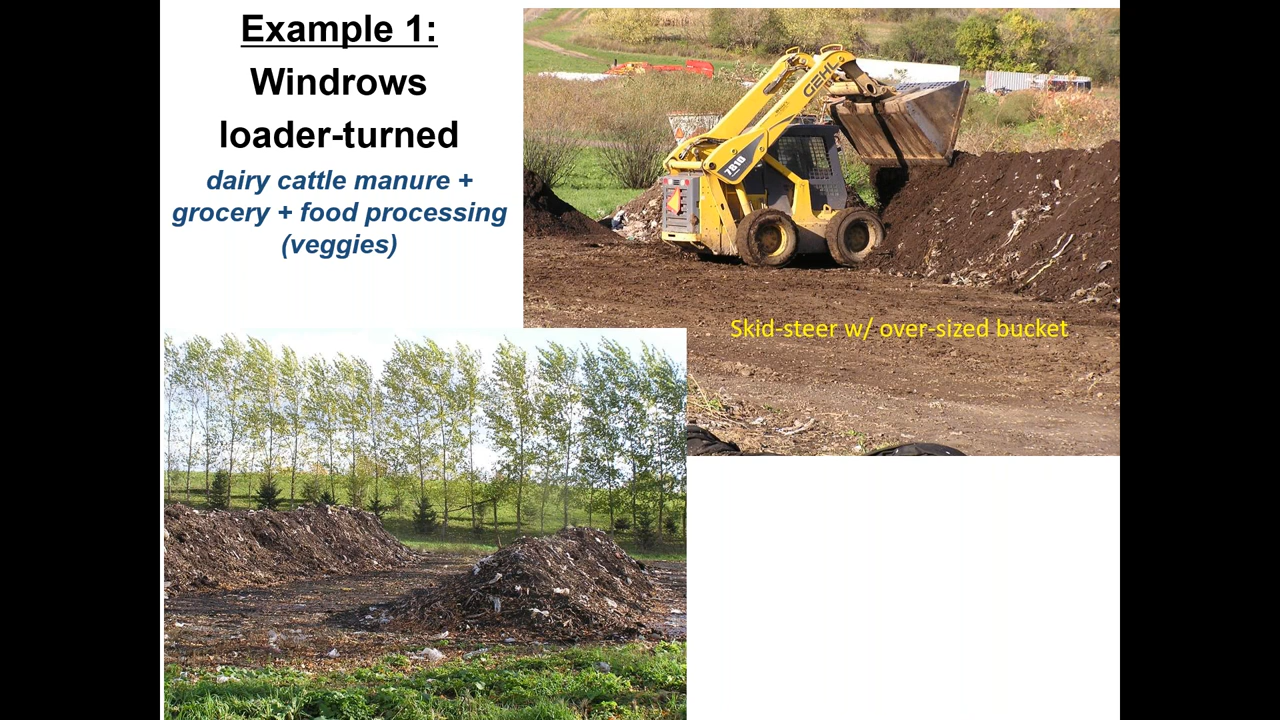 Example 1:
Windrows
loader-turned
dairy cattle manure +
grocery + food processing
(veggies)
GEHL
7810
Skid-steer w/ over-sized bucket